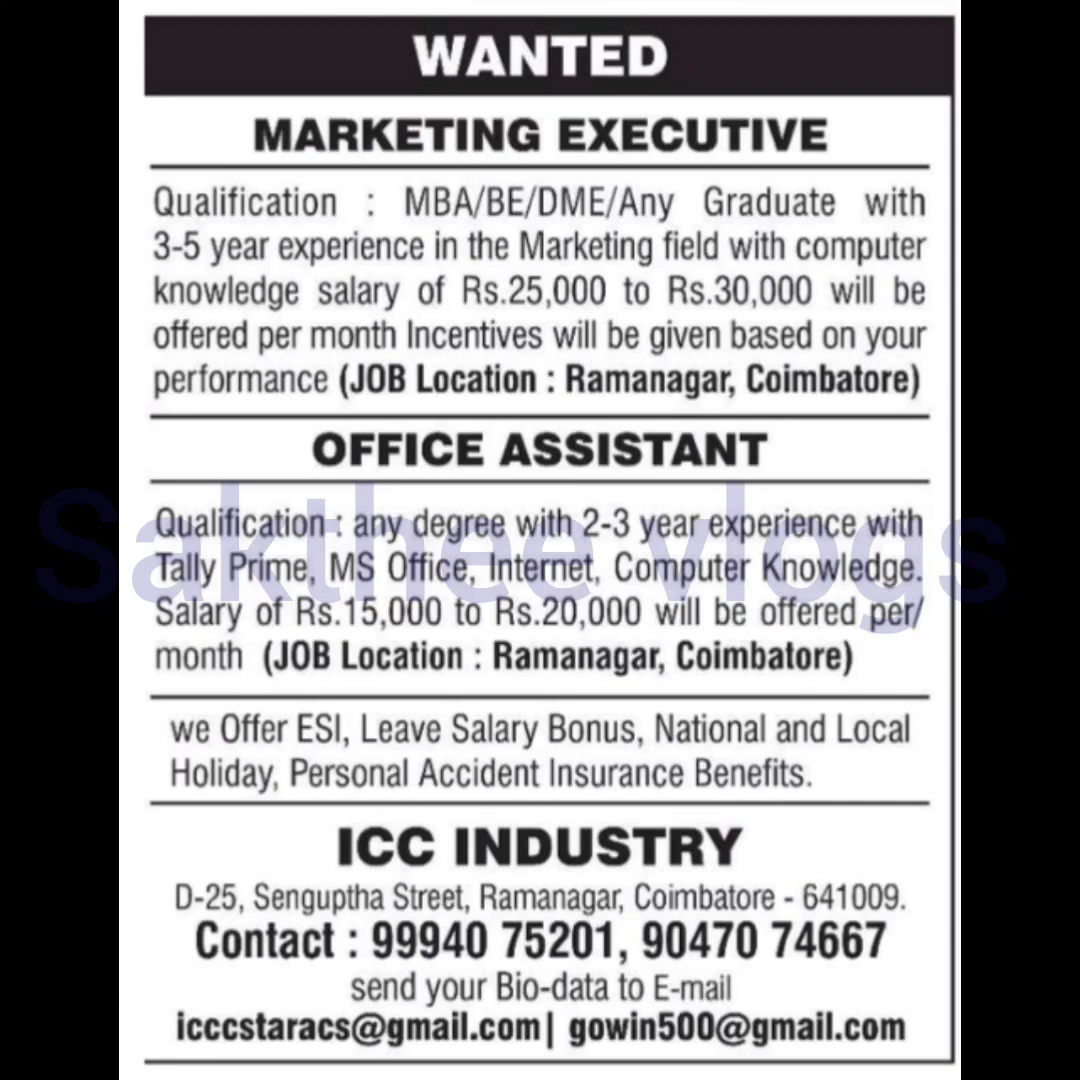 WANTED
MARKETING EXECUTIVE
Qualification : MBA/BE/DME/Any Graduate with
3-5 year experience in the Marketing field with computer
knowledge salary of Rs.25,000 to Rs.30,000 will be
offered per month Incentives will be given based on your
performance (JOB Location : Ramanagar, Coimbatore)
OFFICE ASSISTANT
Sakthee vlogs
Qualification : any degree with 2-3 year experience with
Tally Prime, MS Office, Internet, Computer Knowledge.
Salary of Rs.15,000 to Rs.20,000 will be offered per/
month (JOB Location : Ramanagar, Coimbatore)
we Offer ESI, Leave Salary Bonus, National and Local
Holiday, Personal Accident Insurance Benefits.
ICC INDUSTRY
D-25, Senguptha Street, Ramanagar, Coimbatore - 641009.
Contact : 99940 75201, 90470 74667
send your Bio-data to E-mail
icccstaracs@gmail.com| gowin500@gmail.com